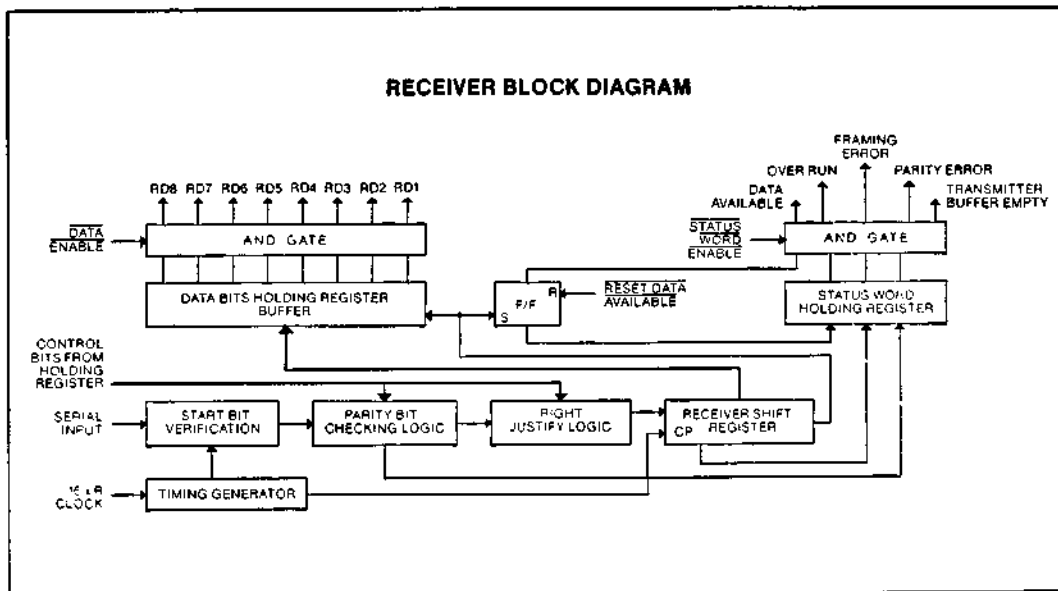 RECEIVER BLOCK DIAGRAM
FRAMING
ERROR
OVER RUN
PARITY ERROR
DATA
AVAILABLE
TRANSMITTER
BUFFER EMPTY
RD8 RD7 RD6 RD5 RD4 RD3 RD2 RD1
DATA
ENABLE
AND GATE
STATUS
WORD
ENABLE
AND GATE
DATA BITS HOLDING REGISTER
BUFFER
F/F
R
S
RESET DATA
AVAILABLE
STATUS WORD
HOLDING REGISTER
CONTROL
BITS FROM
HOLDING
REGISTER
SERIAL
INPUT
START BIT
VERIFICATION
PARITY BIT
CHECKING LOGIC
RIGHT
JUSTIFY LOGIC
RECEIVER SHIFT
REGISTER
CP
CLOCK
TIMING GENERATOR